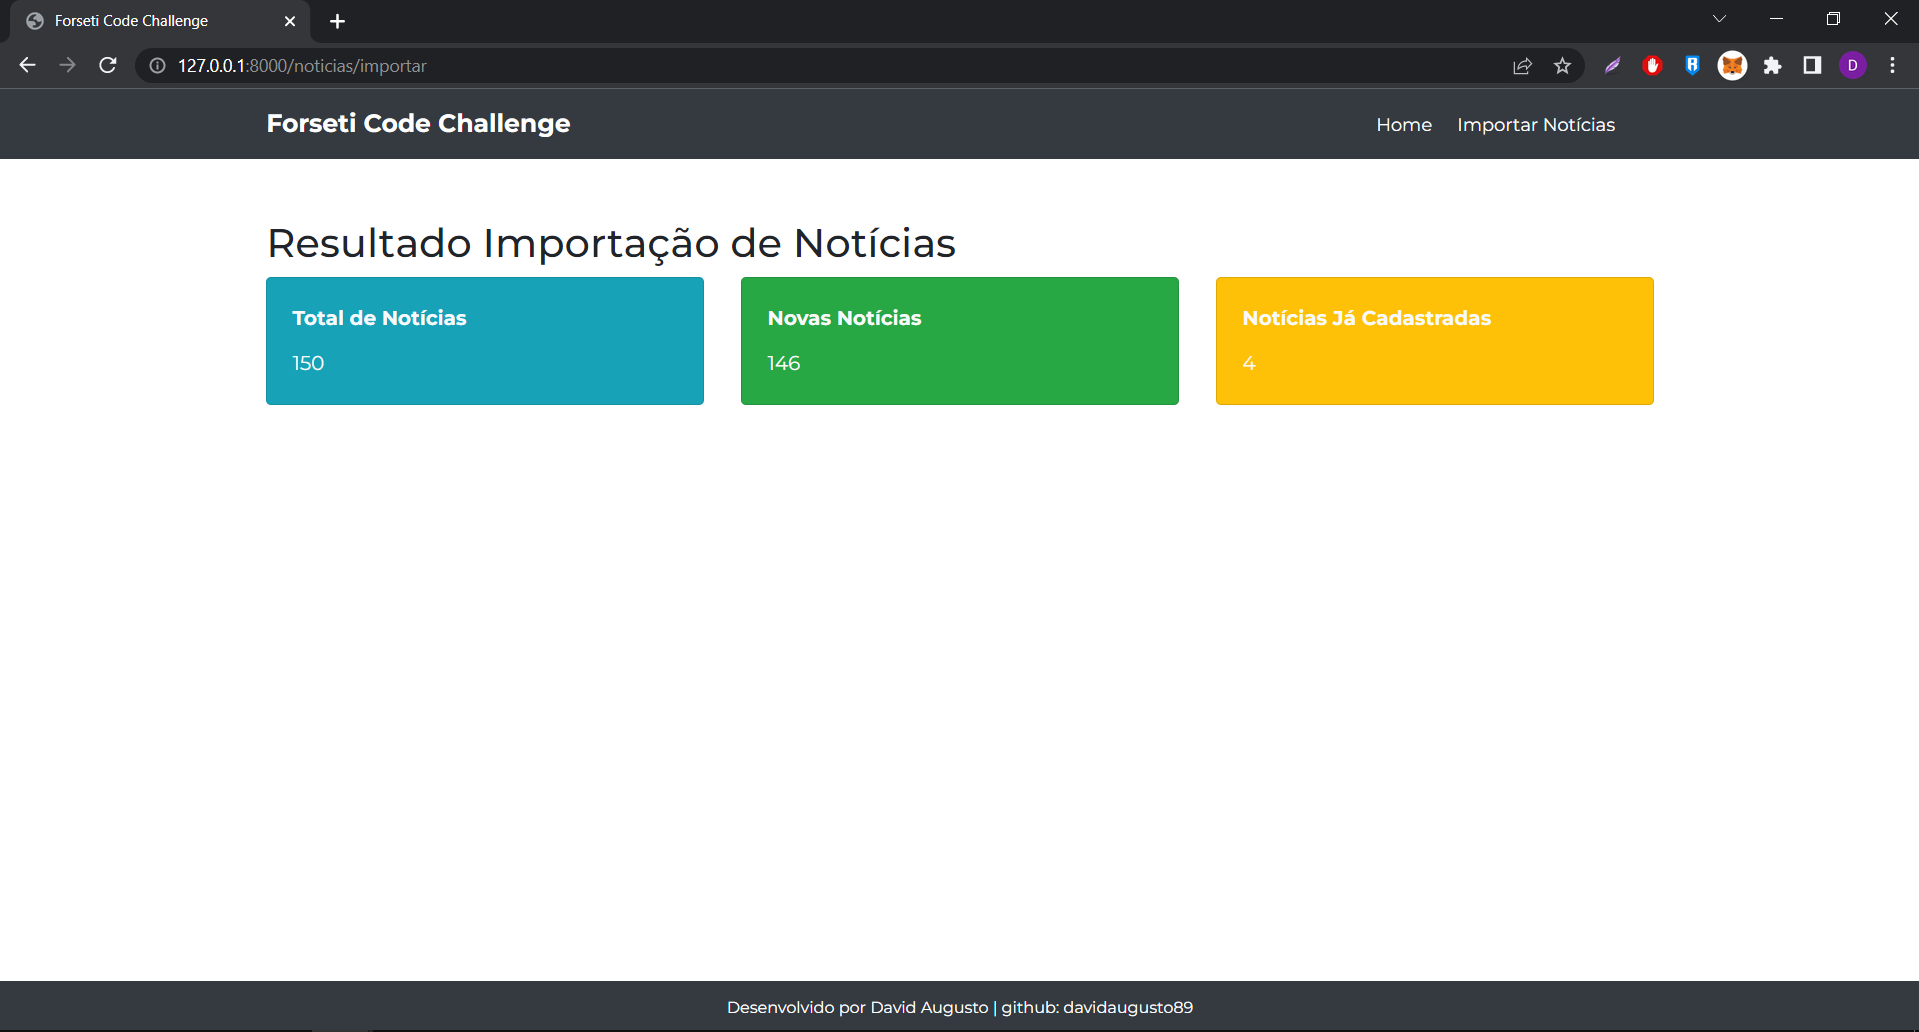 Forseti Code Challenge
127.0.0.1:8000/noticias/importar
D
Forseti Code Challenge
Home
Importar Notícias
Resultado Importação de Notícias
Total de Notícias
150
Novas Notícias
146
Notícias Já Cadastradas
4
Desenvolvido por David Augusto | github: davidaugusto89